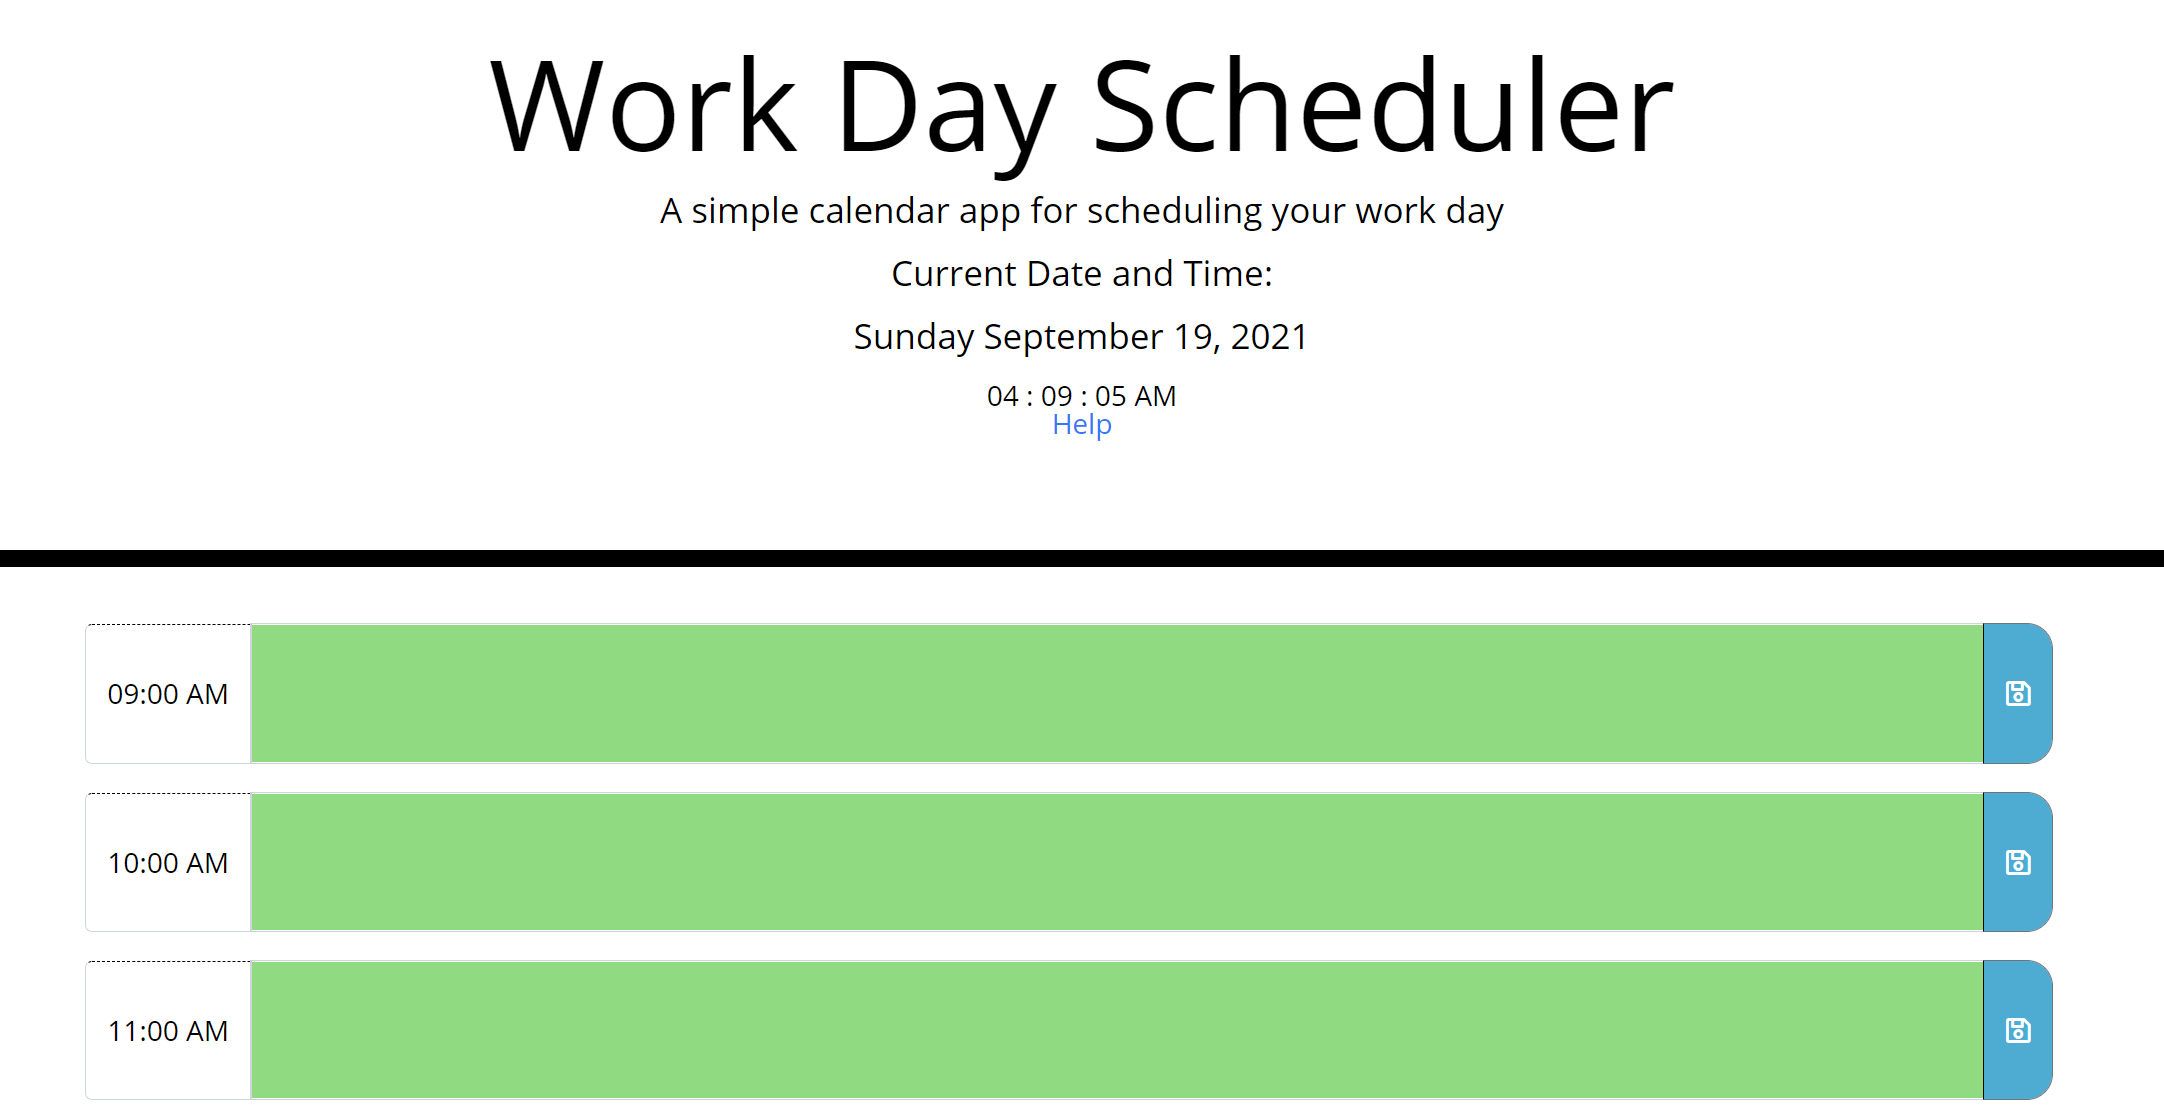 Work Day Scheduler
A simple calendar app for scheduling your work day
Current Date and Time:
Sunday September 19, 2021
04 : 09 : 05 AM
Help
09:00 AM
10:00 AM
11:00 AM